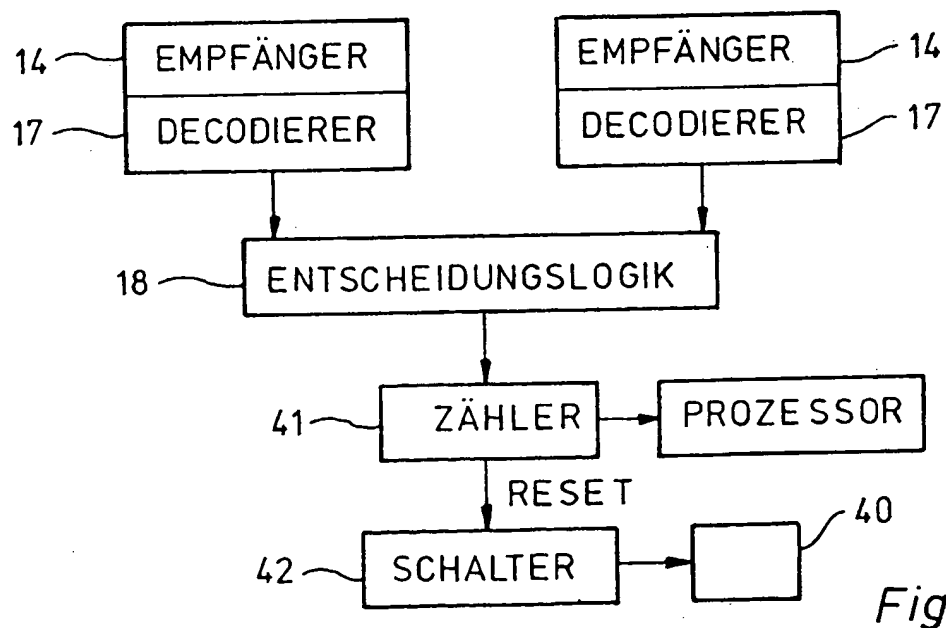 14 EMPFÄNGER EMPFÄNGER 14
17 DECODIERER DECODIERER 17
18 ENTSCHEIDUNGSLOGIK
41 ZÄHLER PROZESSOR
RESET
40
42 SCHALTER
Fig